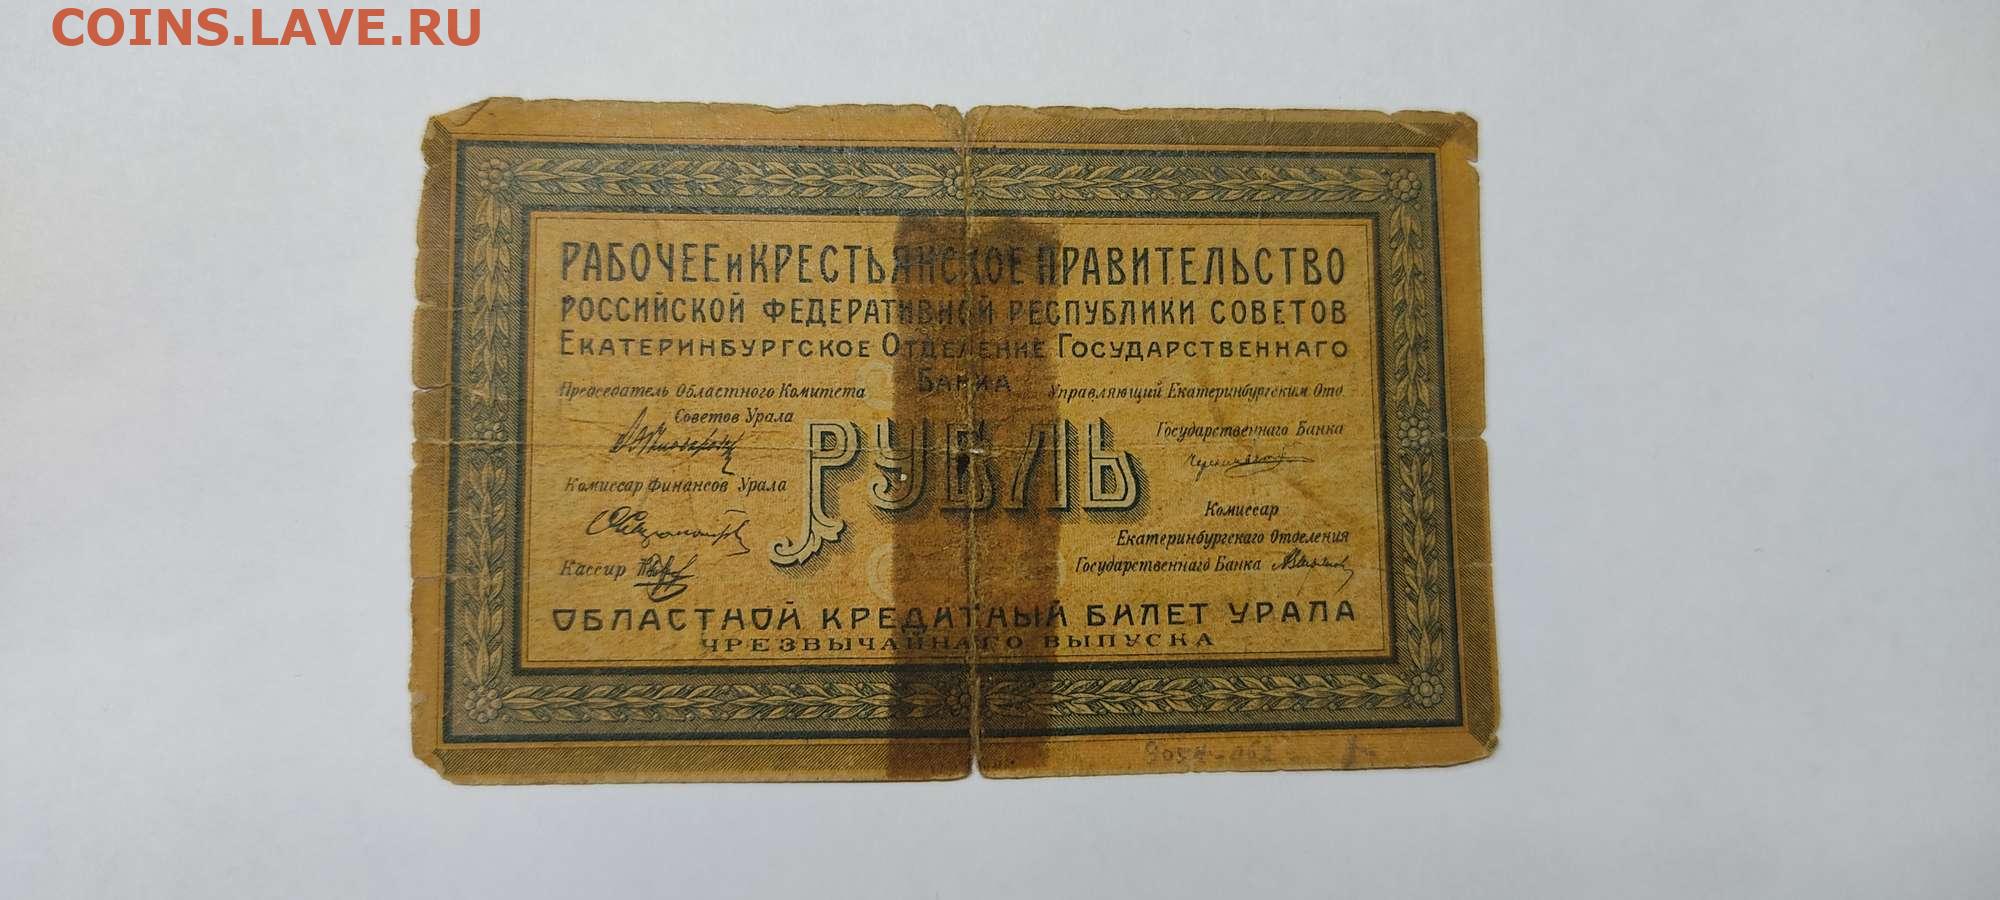 COINS.LAVE.RU
РАБОЧЕЕ и КРЕСТЬЯНСКОЕ ПРАВИТЕЛЬСТВО
РОССИЙСКОЙ ФЕДЕРАТИВНОЙ РЕСПУБЛИКИ СОВЕТОВ
ЕКАТЕРИНБУРГСКОЕ ОТДЕЛЕНИЕ ГОСУДАРСТВЕННАГО
БАНКА
Председатель Областного Комитета
Советов Урала
Комиссар Финансов Урала
Кассир
РУБЛЬ
Управляющий Екатеринбургским Отд.
Государственнаго Банка
Комиссар
Екатеринбургскаго Отделения
Государственнаго Банка
ОБЛАСТНОЙ КРЕДИТНЫЙ БИЛЕТ УРАЛА
ЧРЕЗВЫЧАЙНАГО ВЫПУСКА